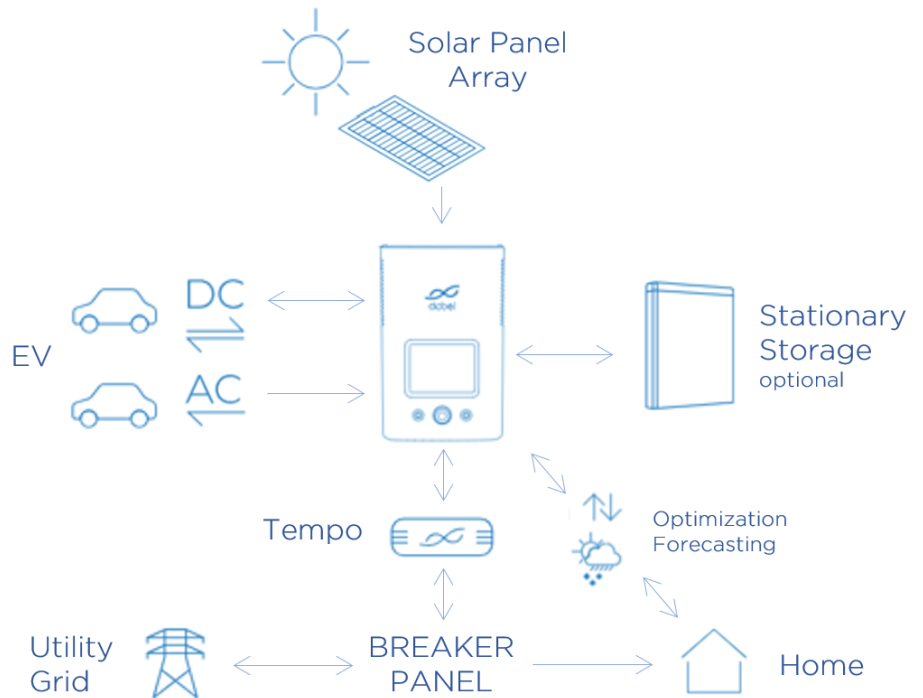 Solar Panel
Array
DC
EV
AC
dcbel
Stationary
Storage
optional
Tempo
Optimization
Forecasting
Utility
Grid
BREAKER
PANEL
Home